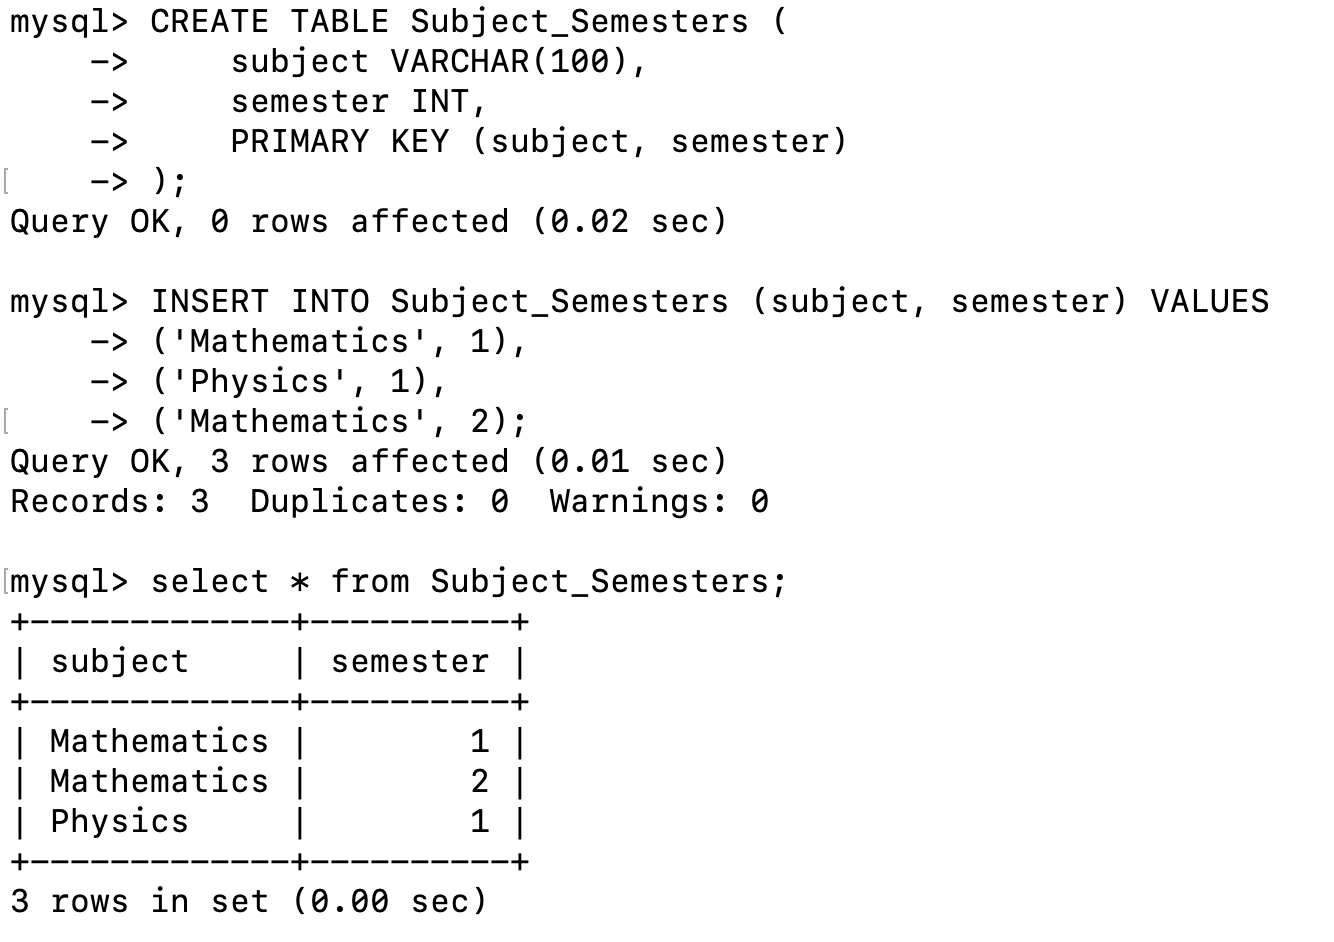 mysql> CREATE TABLE Subject_Semesters (
    ->     subject VARCHAR(100),
    ->     semester INT,
    ->     PRIMARY KEY (subject, semester)
[    -> );
Query OK, 0 rows affected (0.02 sec)

mysql> INSERT INTO Subject_Semesters (subject, semester) VALUES
    -> ('Mathematics', 1),
    -> ('Physics', 1),
[    -> ('Mathematics', 2);
Query OK, 3 rows affected (0.01 sec)
Records: 3  Duplicates: 0  Warnings: 0

[mysql> select * from Subject_Semesters;
+-------------+----------+
| subject     | semester |
+-------------+----------+
| Mathematics |        1 |
| Mathematics |        2 |
| Physics     |        1 |
+-------------+----------+
3 rows in set (0.00 sec)